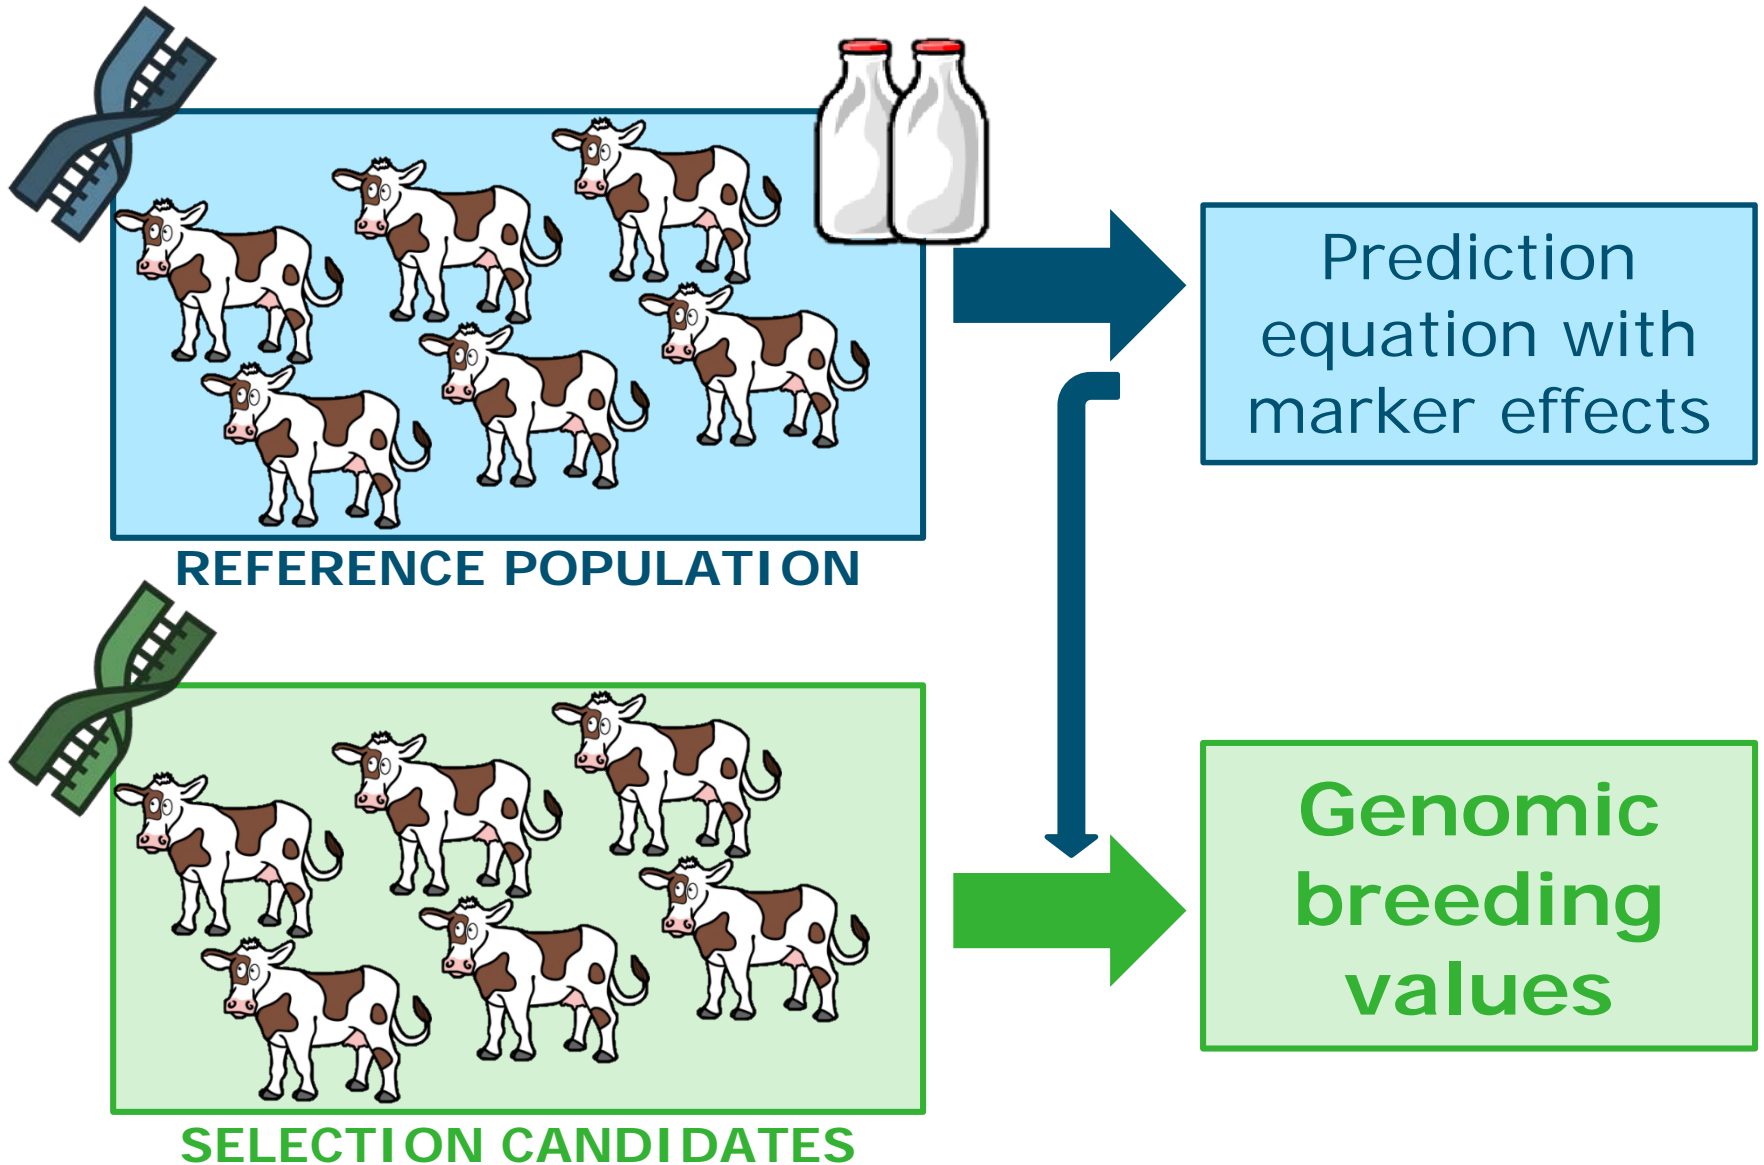 Prediction
equation with
marker effects
REFERENCE POPULATION
Genomic
breeding
values
SELECTION CANDIDATES